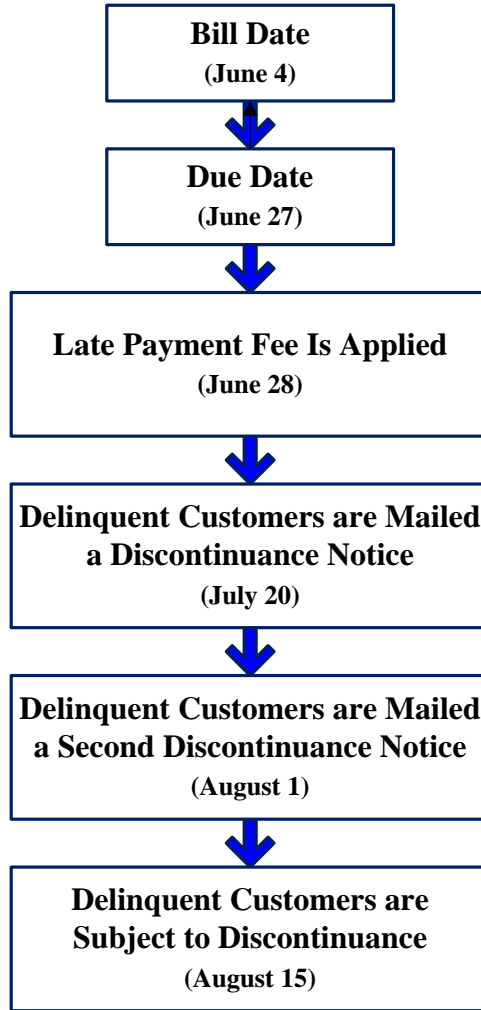 Bill Date
(June 4)
Due Date
(June 27)
Late Payment Fee Is Applied
(June 28)
Delinquent Customers are Mailed
a Discontinuance Notice
(July 20)
Delinquent Customers are Mailed
a Second Discontinuance Notice
(August 1)
Delinquent Customers are
Subject to Discontinuance
(August 15)